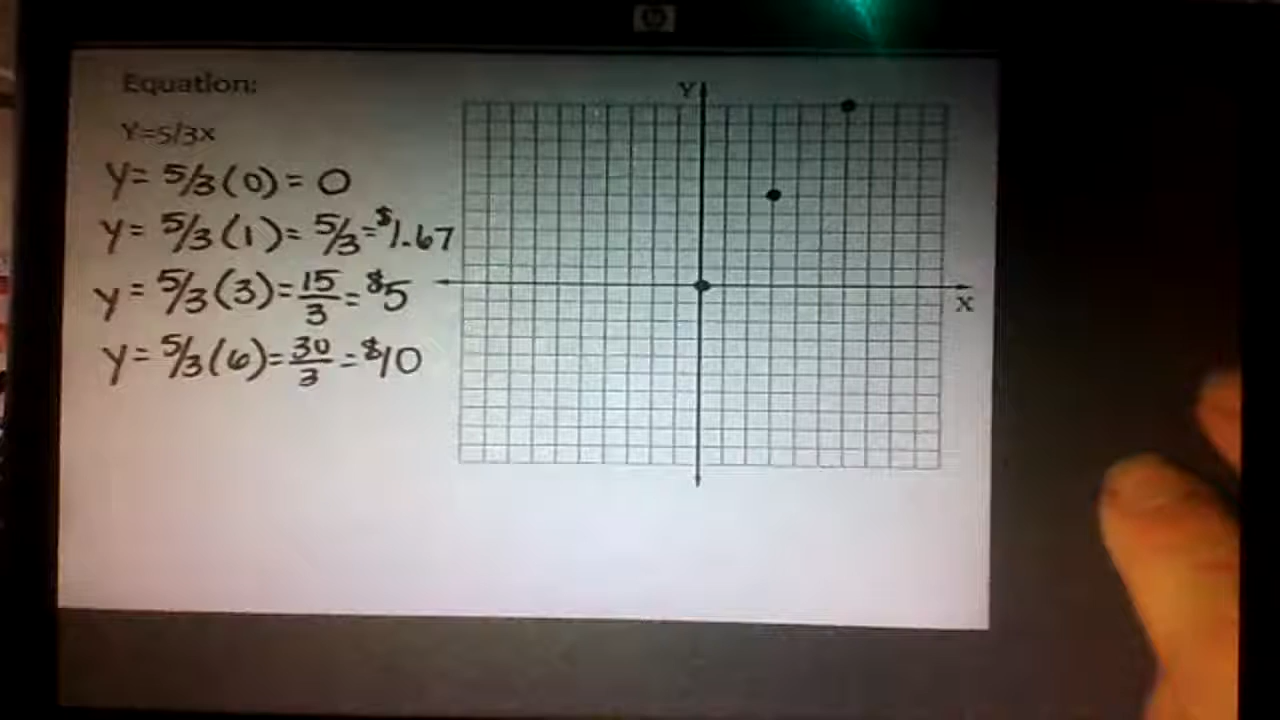 Equation:
Y=5/3x
y = 5/3 (0) = 0
y = 5/3 (1) = 5/3 = $1.67
y = 5/3 (3) = 15/3 = $5
y = 5/3 (6) = 30/3 = $10
Y
X